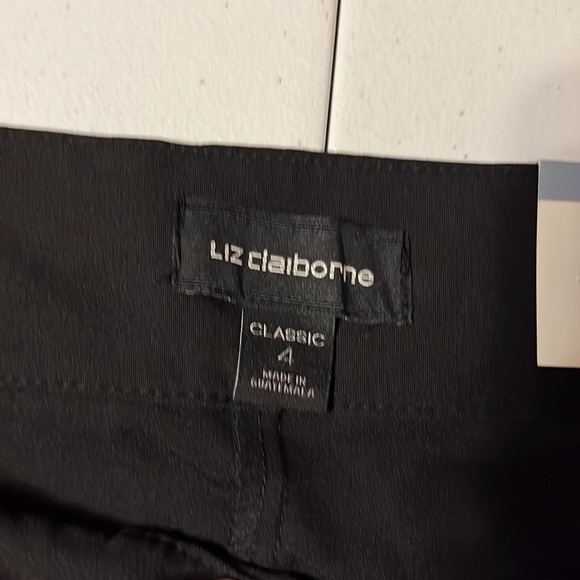 Liz claiborne
CLASSIC
4
MADE IN
GUATEMALA